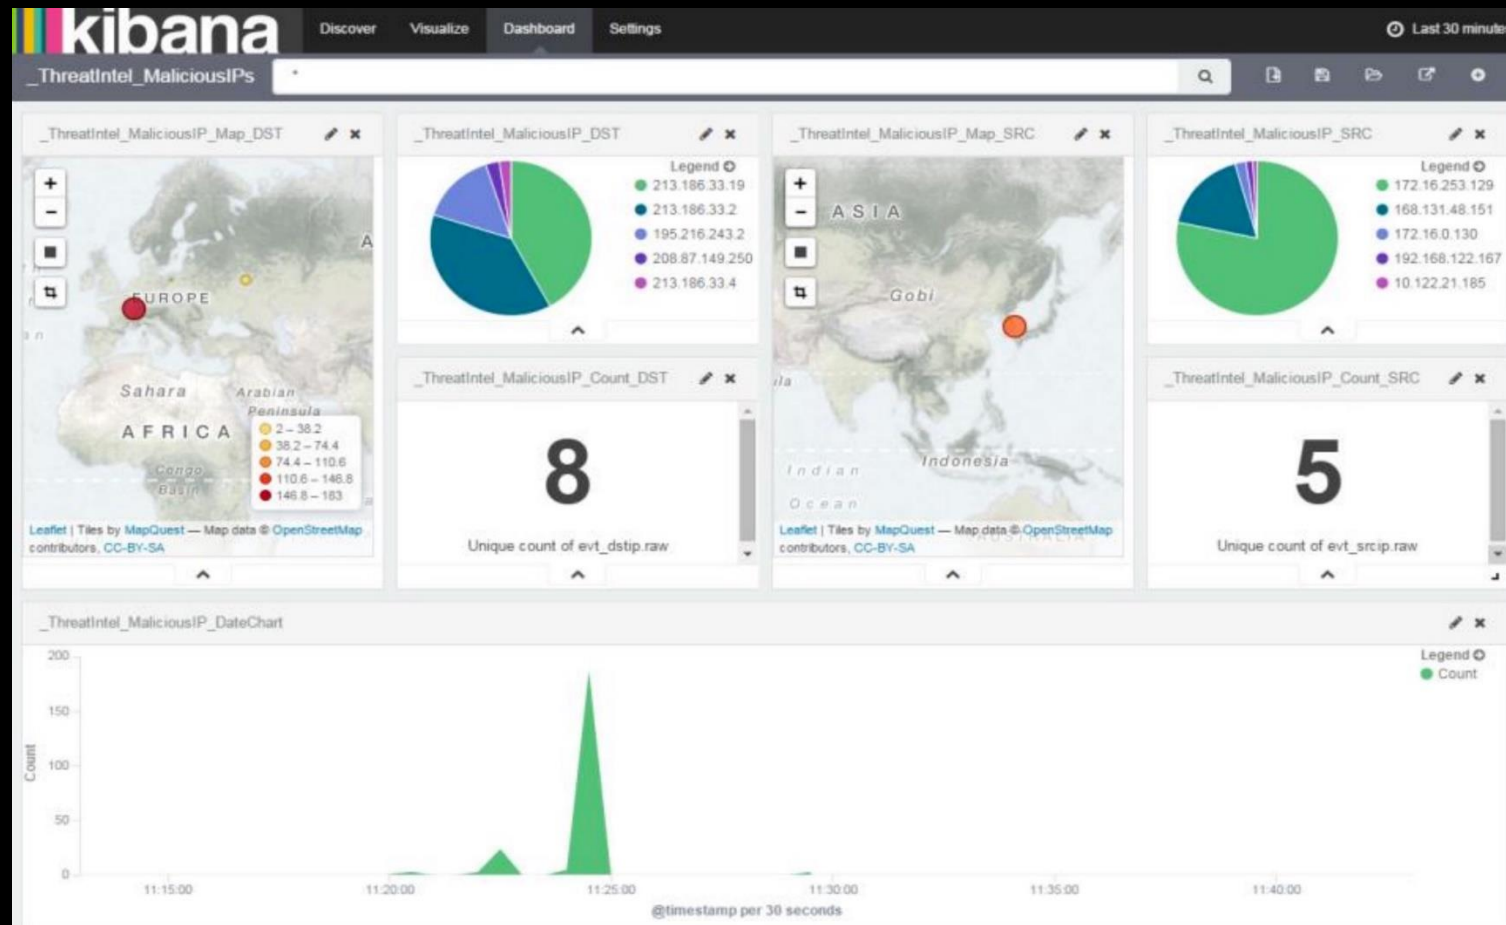 kibana
Discover Visualize Dashboard Settings Last 30 minute
_ThreatIntel_MaliciousIPs *
_ThreatIntel_MaliciousIP_Map_DST
EUROPE
Sahara
Arabian
Peninsula
AFRICA
Congo
Basin
2 – 38.2
38.2 – 74.4
74.4 – 110.6
110.6 – 146.8
146.8 – 183
Leaflet | Tiles by MapQuest — Map data © OpenStreetMap
contributors, CC-BY-SA
_ThreatIntel_MaliciousIP_DST
Legend
213.186.33.19
213.186.33.2
195.216.243.2
208.87.149.250
213.186.33.4
_ThreatIntel_MaliciousIP_Count_DST
8
Unique count of evt_dstip.raw
_ThreatIntel_MaliciousIP_Map_SRC
ASIA
Gobi
Indonesia
Indian
Ocean
AUSTRALIA
Leaflet | Tiles by MapQuest — Map data © OpenStreetMap
contributors, CC-BY-SA
_ThreatIntel_MaliciousIP_SRC
Legend
172.16.253.129
168.131.48.151
172.16.0.130
192.168.122.167
10.122.21.185
_ThreatIntel_MaliciousIP_Count_SRC
5
Unique count of evt_srcip.raw
_ThreatIntel_MaliciousIP_DateChart
Legend
Count
200
150
100
50
0
Count
11:15:00 11:20:00 11:25:00 11:30:00 11:35:00 11:40:00
@timestamp per 30 seconds